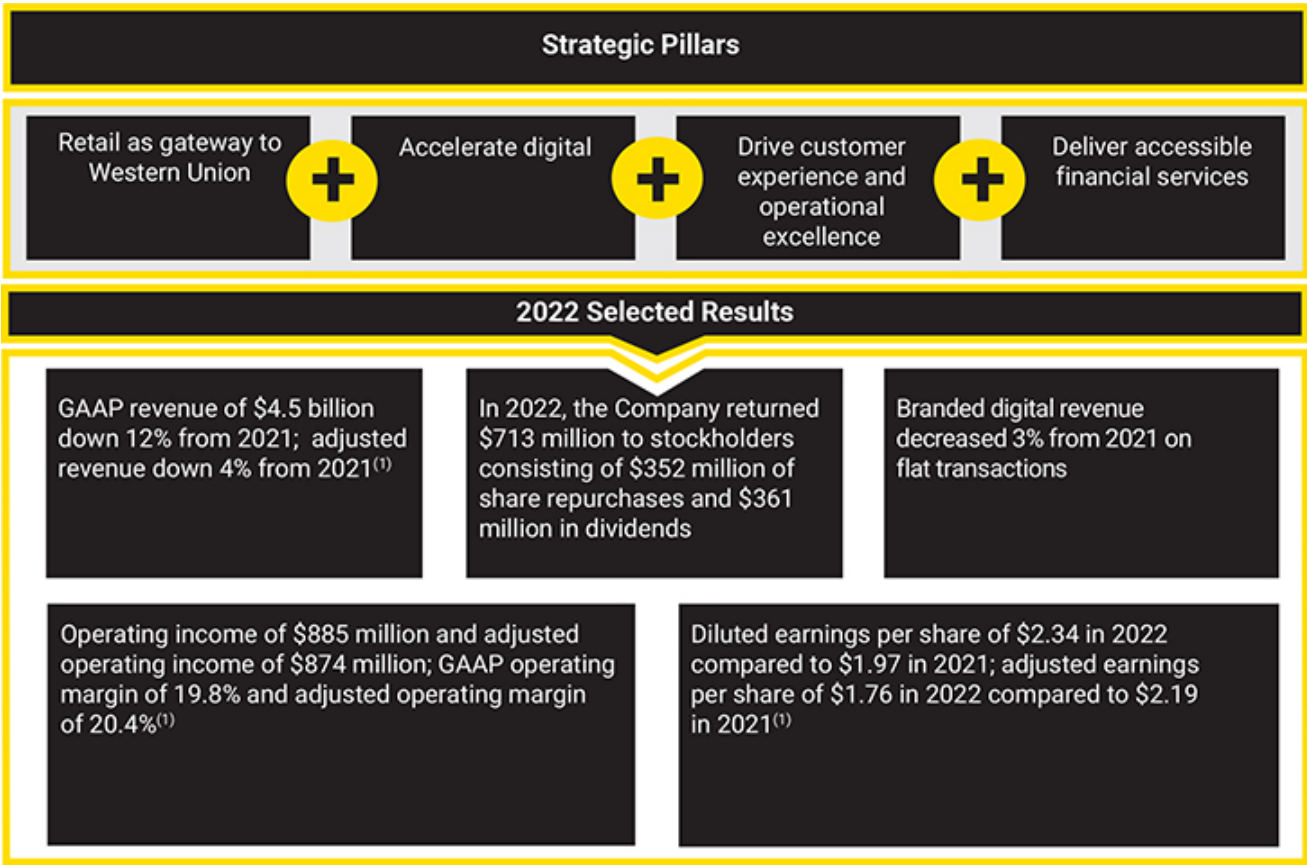 Strategic Pillars
Retail as gateway to
Western Union
+
Accelerate digital
+
Drive customer
experience and
operational
excellence
+
Deliver accessible
financial services
2022 Selected Results
GAAP revenue of $4.5 billion
down 12% from 2021;  adjusted
revenue down 4% from 2021(1)
In 2022, the Company returned
$713 million to stockholders
consisting of $352 million of
share repurchases and $361
million in dividends
Branded digital revenue
decreased 3% from 2021 on
flat transactions
Operating income of $885 million and adjusted
operating income of $874 million; GAAP operating
margin of 19.8% and adjusted operating margin
of 20.4%(1)
Diluted earnings per share of $2.34 in 2022
compared to $1.97 in 2021; adjusted earnings
per share of $1.76 in 2022 compared to $2.19
in 2021(1)